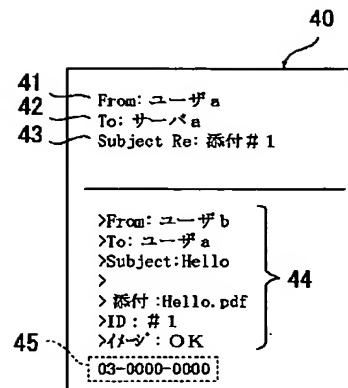 40
41
From: ユーザa
42
To: サーバa
43
Subject Re: 添付#1
>From: ユーザb
>To: ユーザa
>Subject:Hello
>
> 添付:Hello.pdf
>ID: #1
>イメージ: OK
44
45
03-0000-0000